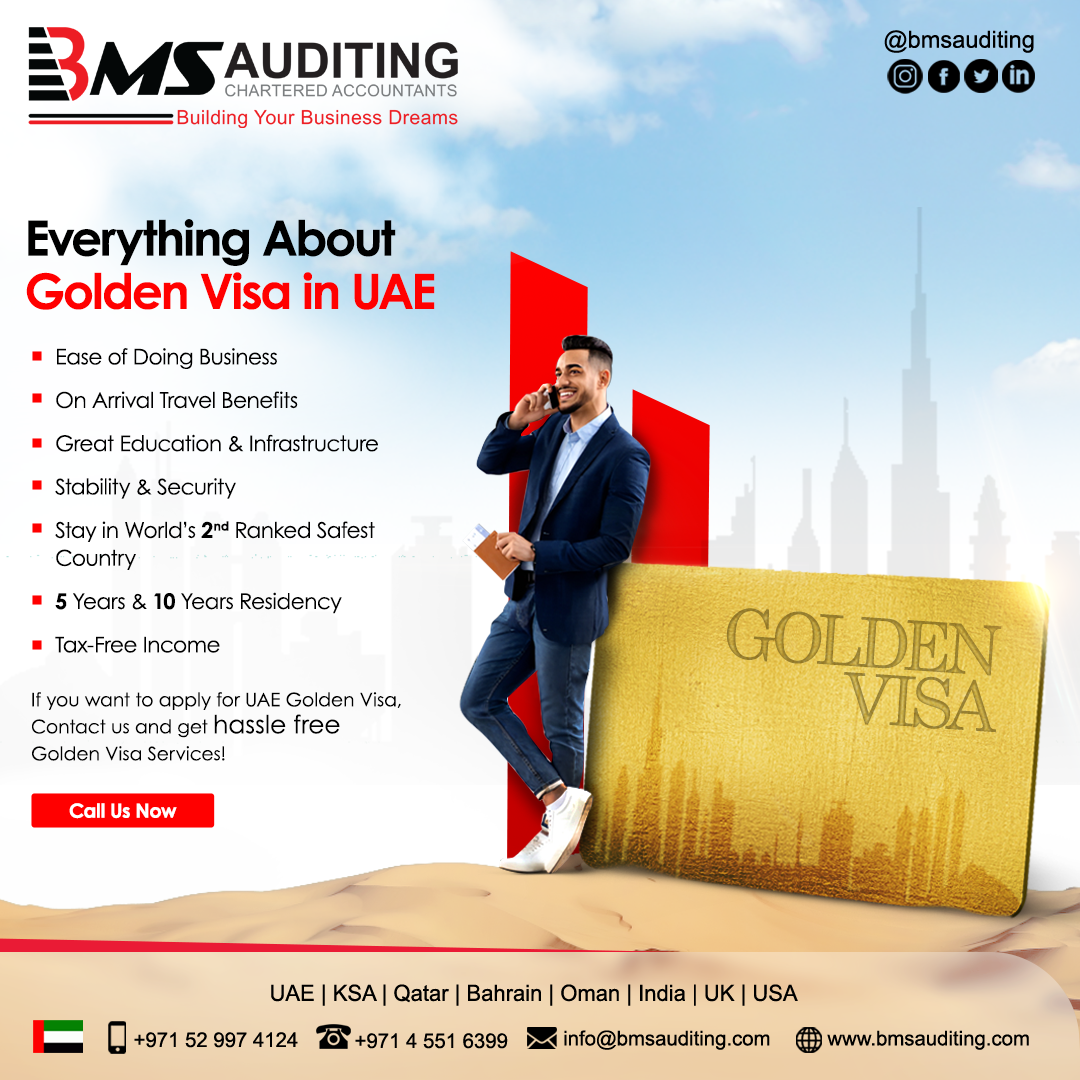 BMS AUDITING
CHARTERED ACCOUNTANTS
Building Your Business Dreams
@bmsauditing
Everything About
Golden Visa in UAE
Ease of Doing Business
On Arrival Travel Benefits
Great Education & Infrastructure
Stability & Security
Stay in World's 2nd Ranked Safest
Country
5 Years & 10 Years Residency
Tax-Free Income
If you want to apply for UAE Golden Visa,
Contact us and get hassle free
Golden Visa Services!
Call Us Now
GOLDEN
VISA
UAE | KSA | Qatar | Bahrain | Oman | India | UK | USA
+971 52 997 4124 +971 4 551 6399 info@bmsauditing.com www.bmsauditing.com